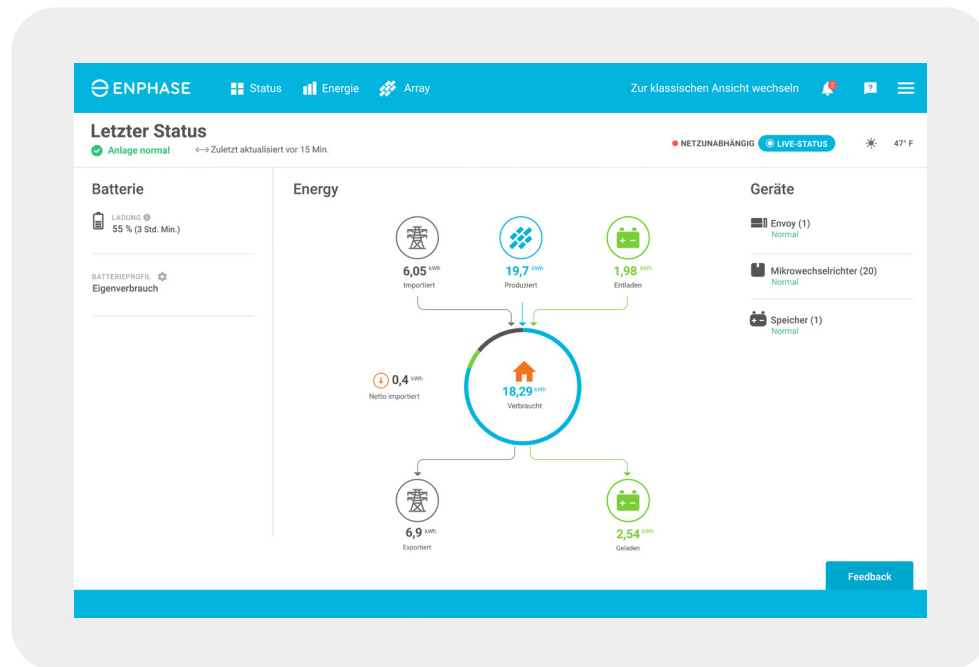 ENPHASE
Status
Energie
Array
Zur klassischen Ansicht wechseln
2
?
Letzter Status
Anlage normal
Zuletzt aktualisiert vor 15 Min.
NETZUNABHÄNGIG
LIVE-STATUS
47° F
Batterie
LADUNG
55 % (3 Std. Min.)
BATTERIEPROFIL
Eigenverbrauch
Energy
6,05 kWh
Importiert
19,7 kWh
Produziert
1,98 kWh
Entladen
0,4 kWh
Netto importiert
18,29 kWh
Verbraucht
6,9 kWh
Exportiert
2,54 kWh
Geladen
Geräte
Envoy (1)
Normal
Mikrowechselrichter (20)
Normal
Speicher (1)
Normal
Feedback